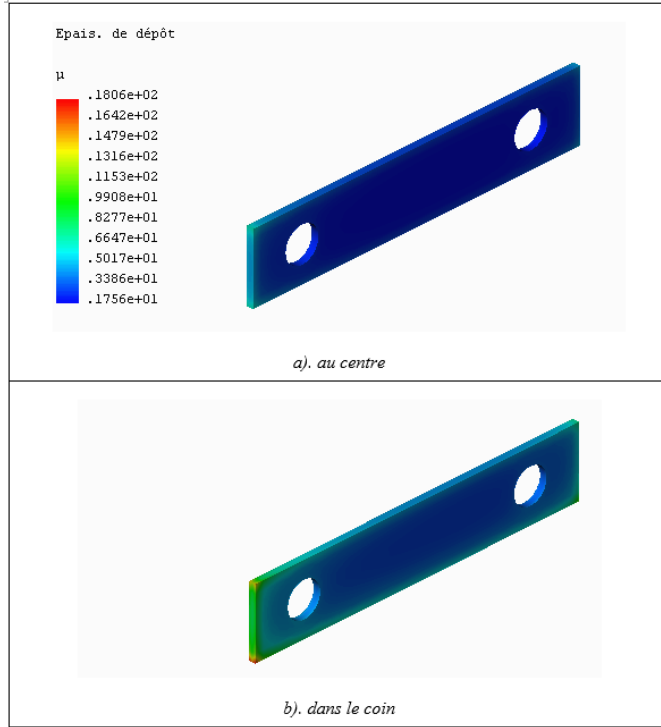 Epais. de dépôt
µ
.1806e+02
.1642e+02
.1479e+02
.1316e+02
.1153e+02
.9908e+01
.8277e+01
.6647e+01
.5017e+01
.3386e+01
.1756e+01
a). au centre
b). dans le coin